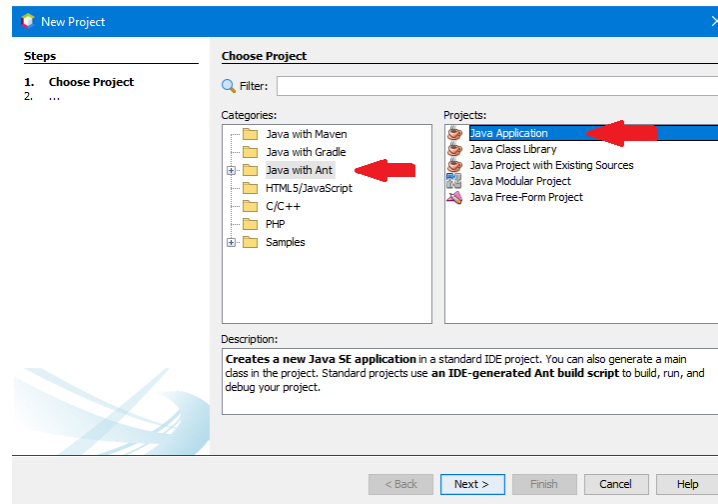 New Project
Steps
1. Choose Project
2. ...
Choose Project
Filter:
Categories:
Java with Maven
Java with Gradle
Java with Ant
HTML5/JavaScript
C/C++
PHP
Samples
Projects:
Java Application
Java Class Library
Java Project with Existing Sources
Java Modular Project
Java Free-Form Project
Description:
Creates a new Java SE application in a standard IDE project. You can also generate a main
class in the project. Standard projects use an IDE-generated Ant build script to build, run, and
debug your project.
< Back Next > Finish Cancel Help